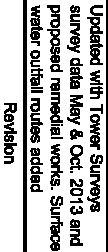 Updated with Tower Surveys
survey data May & Oct. 2013 and
proposed remedial works. Surface
water outfall routes added
Revision